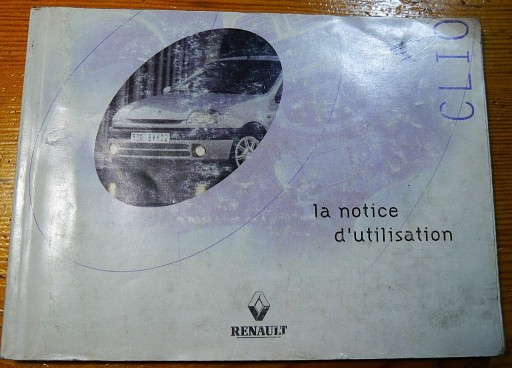 CLIO
la notice
d'utilisation
RENAULT